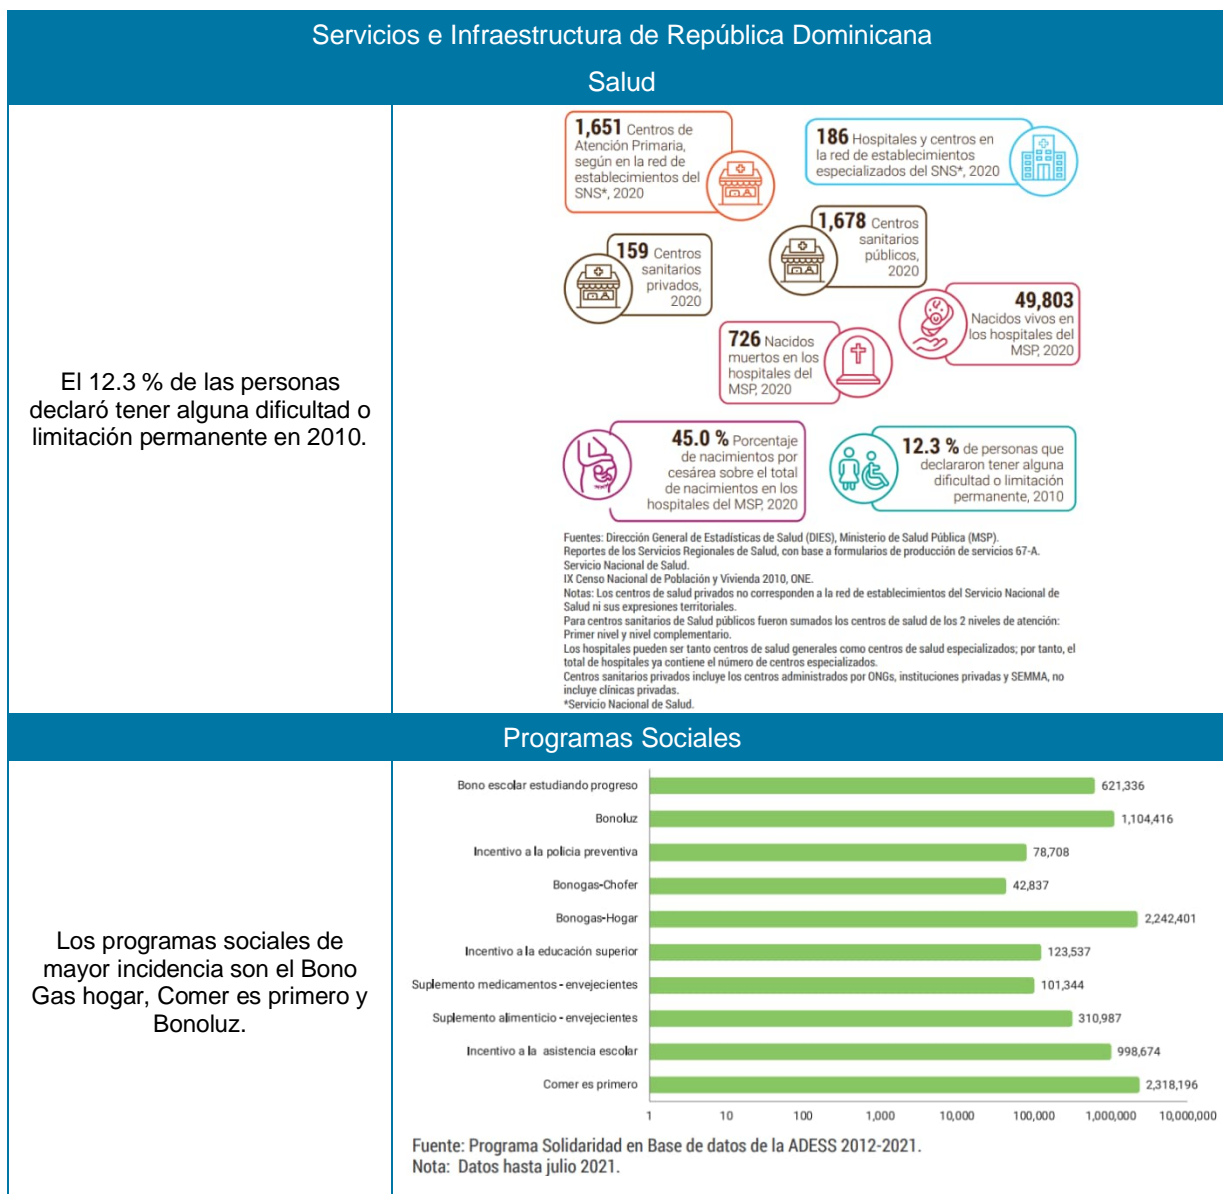 Servicios e Infraestructura de República Dominicana
Salud
El 12.3 % de las personas
declaró tener alguna dificultad o
limitación permanente en 2010.
1,651 Centros de
Atención Primaria,
según en la red de
establecimientos del
SNS*, 2020
186 Hospitales y centros en
la red de establecimientos
especializados del SNS*, 2020
159 Centros
sanitarios
privados,
2020
1,678 Centros
sanitarios
públicos,
2020
49,803
Nacidos vivos en
los hospitales del
MSP, 2020
726 Nacidos
muertos en los
hospitales del
MSP, 2020
45.0 % Porcentaje
de nacimientos por
cesárea sobre el total
de nacimientos en los
hospitales del MSP, 2020
12.3 % de personas que
declararon tener alguna
dificultad o limitación
permanente, 2010
Fuentes: Dirección General de Estadísticas de Salud (DIES), Ministerio de Salud Pública (MSP).
Reportes de los Servicios Regionales de Salud, con base a formularios de producción de servicios 67-A.
Servicio Nacional de Salud.
IX Censo Nacional de Población y Vivienda 2010, ONE.
Notas: Los centros de salud privados no corresponden a la red de establecimientos del Servicio Nacional de
Salud ni sus expresiones territoriales.
Para centros sanitarios de Salud públicos fueron sumados los centros de salud de los 2 niveles de atención:
Primer nivel y nivel complementario.
Los hospitales pueden ser tanto centros de salud generales como centros de salud especializados; por tanto, el
total de hospitales ya contiene el número de centros especializados.
Centros sanitarios privados incluye los centros administrados por ONGs, instituciones privadas y SEMMA, no
incluye clínicas privadas.
*Servicio Nacional de Salud.
Programas Sociales
Los programas sociales de
mayor incidencia son el Bono
Gas hogar, Comer es primero y
Bonoluz.
Bono escolar estudiando progreso 621,336
Bonoluz 1,104,416
Incentivo a la policia preventiva 78,708
Bonogas-Chofer 42,837
Bonogas-Hogar 2,242,401
Incentivo a la educación superior 123,537
Suplemento medicamentos - envejecientes 101,344
Suplemento alimenticio - envejecientes 310,987
Incentivo a la asistencia escolar 998,674
Comer es primero 2,318,196
1 10 100 1,000 10,000 100,000 1,000,000 10,000,000
Fuente: Programa Solidaridad en Base de datos de la ADESS 2012-2021.
Nota: Datos hasta julio 2021.